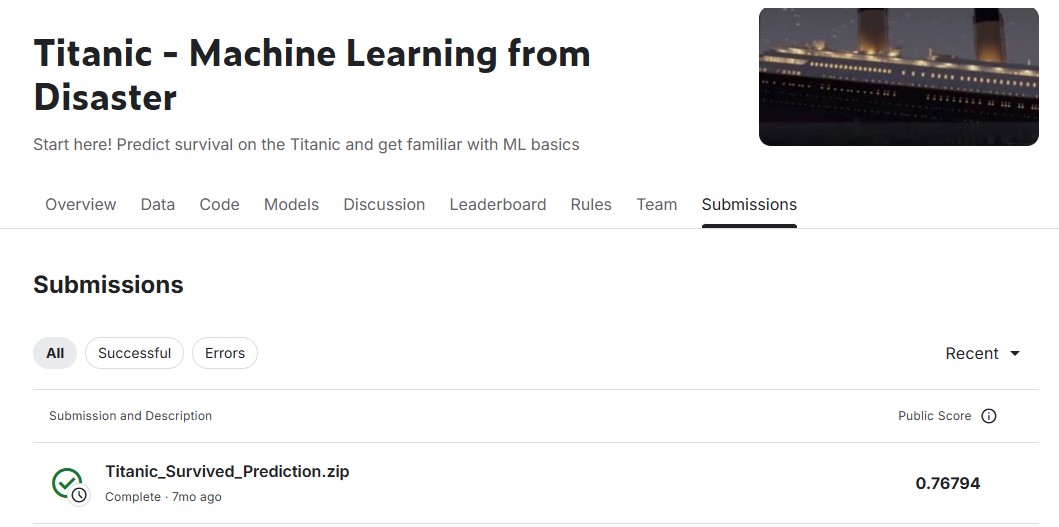 Titanic - Machine Learning from
Disaster
Start here! Predict survival on the Titanic and get familiar with ML basics
Overview Data Code Models Discussion Leaderboard Rules Team Submissions
Submissions
All Successful Errors Recent
Submission and Description Public Score
Titanic_Survived_Prediction.zip
Complete · 7mo ago
0.76794